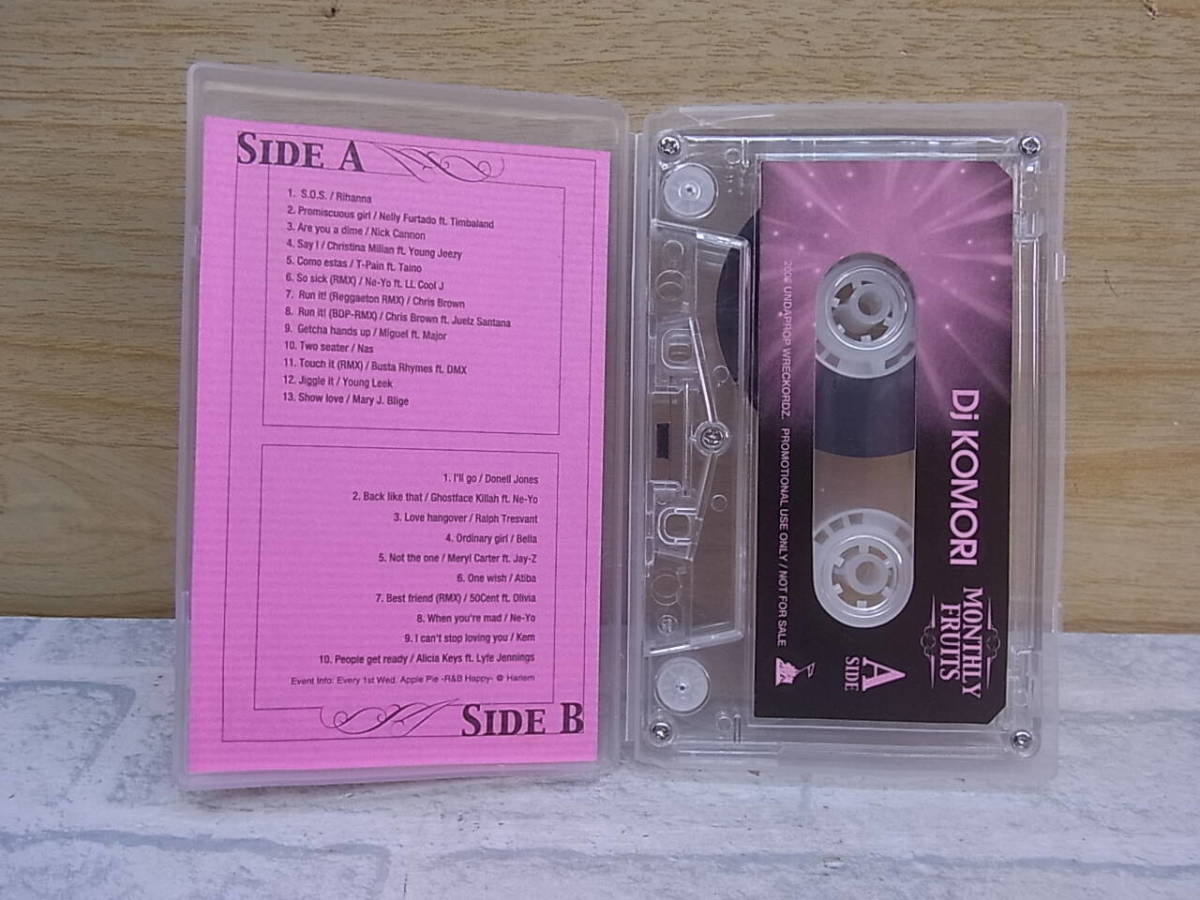 SIDE A
1. S.O.S. / Rihanna
2. Promiscuous girl / Nelly Furtado ft. Timbaland
3. Are you a dime / Nick Cannon
4. Say I / Christina Milian ft. Young Jeezy
5. Como estas / T-Pain ft. Taino
6. So sick (RMX) / Ne-Yo ft. LL Cool J
7. Run it! (Reggaeton RMX) / Chris Brown
8. Run it! (BDP-RMX) / Chris Brown ft. Juelz Santana
9. Getcha hands up / Miguel ft. Major
10. Two seater / Nas
11. Touch it (RMX) / Busta Rhymes ft. DMX
12. Jiggle it / Young Leek
13. Show love / Mary J. Blige
1. I'll go / Donell Jones
2. Back like that / Ghostface Killah ft. Ne-Yo
3. Love hangover / Ralph Tresvant
4. Ordinary girl / Bella
5. Not the one / Meryl Carter ft. Jay-Z
6. One wish / Atiba
7. Best friend (RMX) / 50Cent ft. Olivia
8. When you're mad / Ne-Yo
9. I can't stop loving you / Kem
10. People get ready / Alicia Keys ft. Lyfe Jennings
Event Info: Every 1st Wed. Apple Pie -R&B Happy- @ Harlem
SIDE B
Dj KOMORI
MONTHLY
FRUITS
A
SIDE
2006 UNDAPROP WRECKORDZ. PROMOTIONAL USE ONLY / NOT FOR SALE